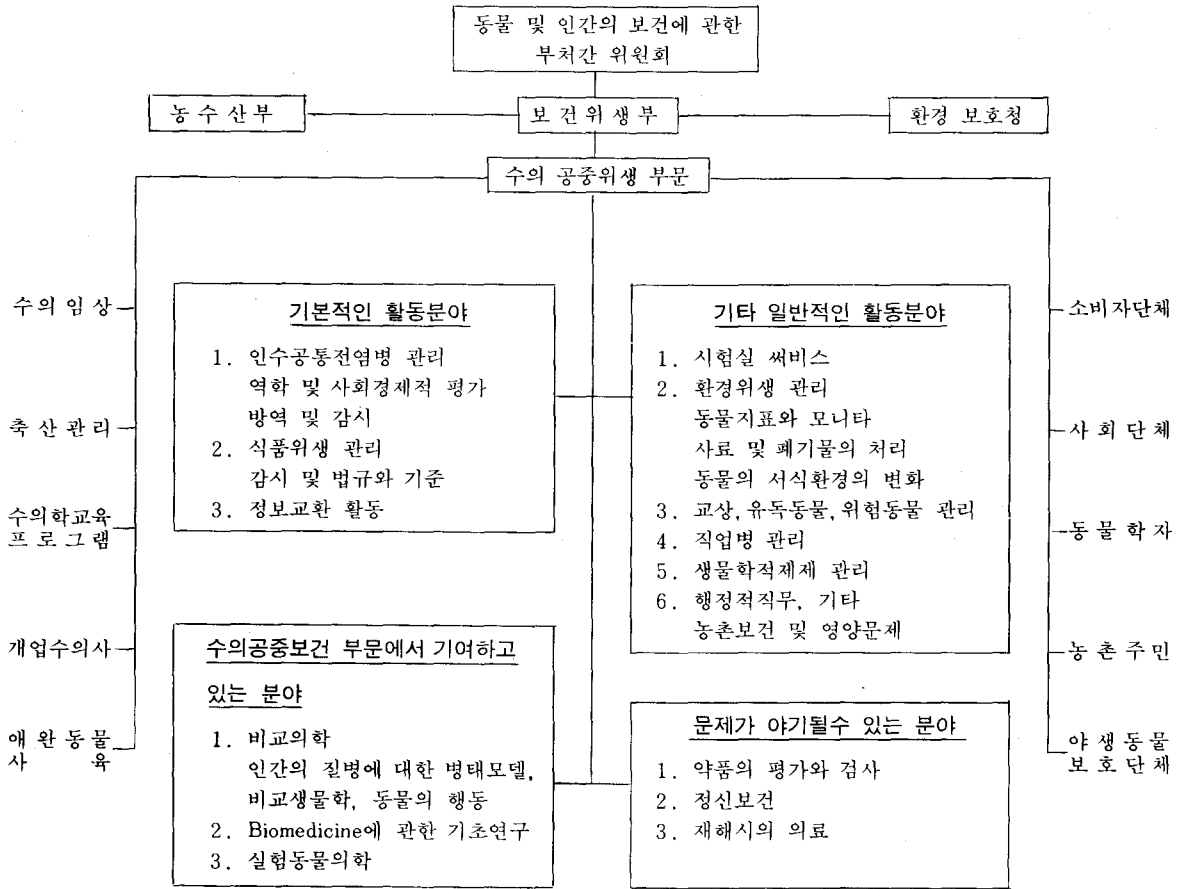 동물 및 인간의 보건에 관한
부처간 위원회
농수산부
보건위생부
환경 보호청
수의 공중위생 부문
수의임상
축산관리
수의학교육
프로그램
개업수의사
애완동물
사육
기본적인 활동분야
1. 인수공통전염병 관리
역학 및 사회경제적 평가
방역 및 감시
2. 식품위생 관리
감시 및 법규와 기준
3. 정보교환 활동
기타 일반적인 활동분야
1. 시험실 써비스
2. 환경위생 관리
동물지표와 모니타
사료 및 폐기물의 처리
동물의 서식환경의 변화
3. 교상, 유독동물, 위험동물 관리
4. 직업병 관리
5. 생물학적제제 관리
6. 행정적직무, 기타
농촌보건 및 영양문제
수의공중보건 부문에서 기여하고
있는 분야
1. 비교의학
인간의 질병에 대한 병태모델,
비교생물학, 동물의 행동
2. Biomedicine에 관한 기초연구
3. 실험동물의학
문제가 야기될수 있는 분야
1. 약품의 평가와 검사
2. 정신보건
3. 재해시의 의료
소비자단체
사회단체
동물학자
농촌주민
야생동물
보호단체